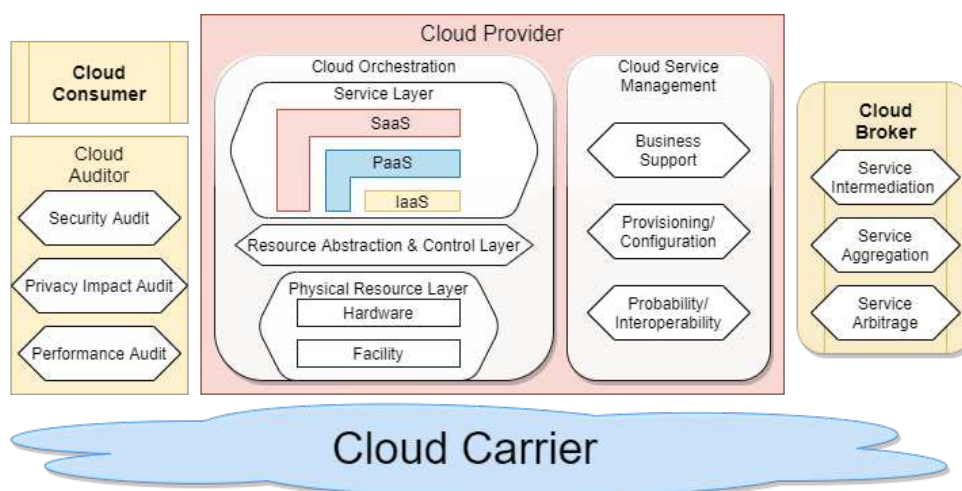 Cloud
Consumer
Cloud
Auditor
Security Audit
Privacy Impact Audit
Performance Audit
Cloud Provider
Cloud Orchestration
Service Layer
SaaS
PaaS
IaaS
Resource Abstraction & Control Layer
Physical Resource Layer
Hardware
Facility
Cloud Service
Management
Business
Support
Provisioning/
Configuration
Probability/
Interoperability
Cloud
Broker
Service
Intermediation
Service
Aggregation
Service
Arbitrage
Cloud Carrier